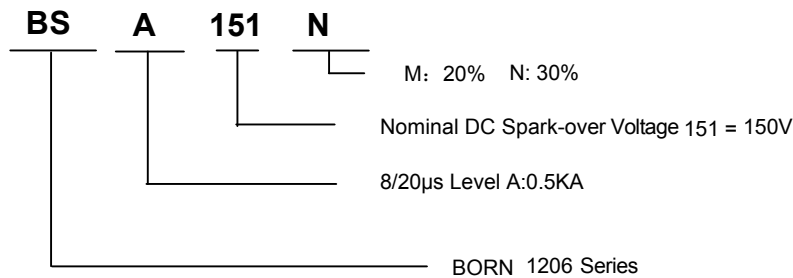 BS A 151 N
M：20% N: 30%
Nominal DC Spark-over Voltage 151 = 150V
8/20μs Level A:0.5KA
BORN 1206 Series